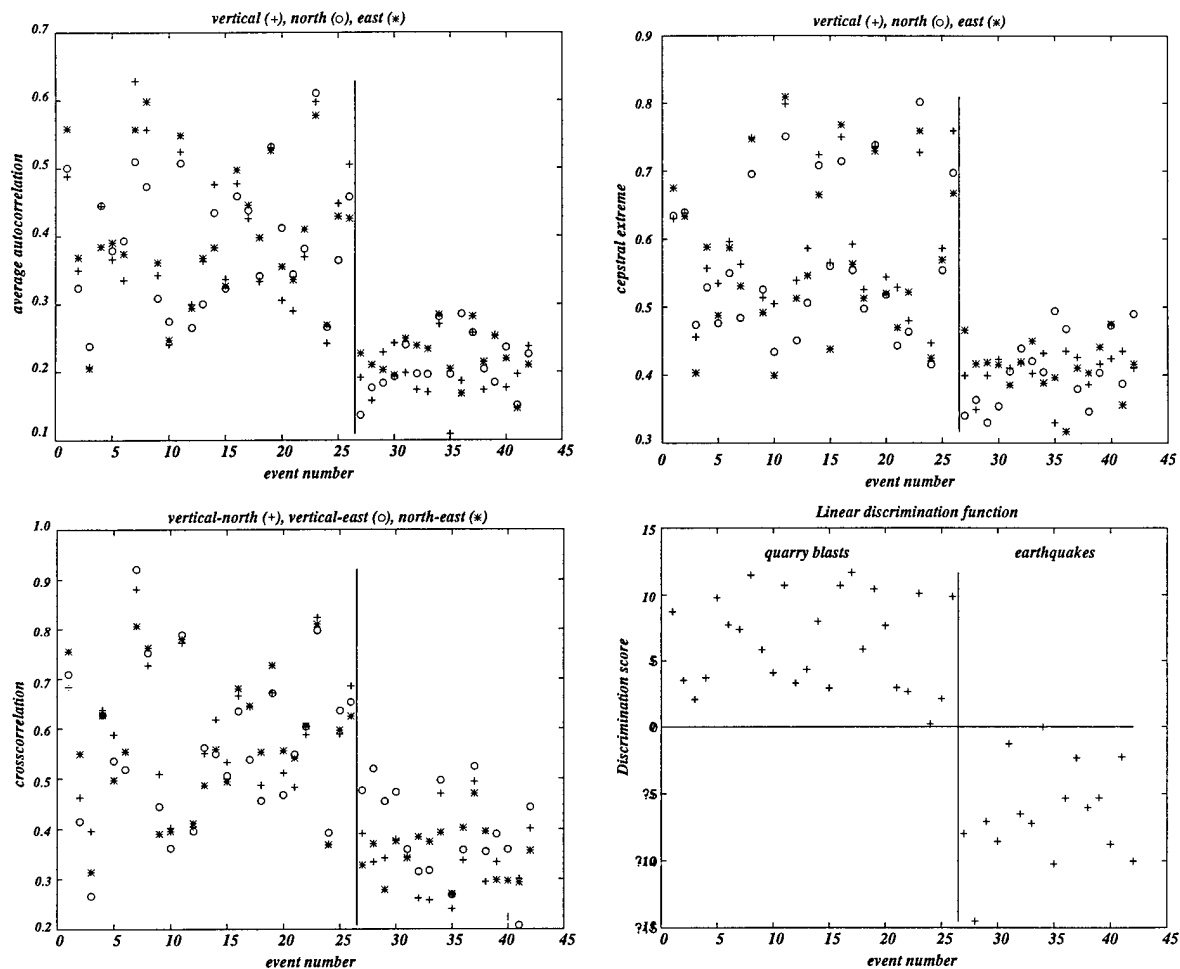 vertical (+), north (o), east (*)
0.7
0.6
0.5
0.4
0.3
0.2
0.1
average autocorrelation
0 5 10 15 20 25 30 35 40 45
event number
vertical (+), north (o), east (*)
0.9
0.8
0.7
0.6
0.5
0.4
0.3
cepstral extreme
0 5 10 15 20 25 30 35 40 45
event number
vertical-north (+), vertical-east (o), north-east (*)
1.0
0.9
0.8
0.7
0.6
0.5
0.4
0.3
0.2
crosscorrelation
0 5 10 15 20 25 30 35 40 45
event number
Linear discrimination function
quarry blasts
earthquakes
15
10
5
0
?5
?10
?15
Discrimination score
0 5 10 15 20 25 30 35 40 45
event number